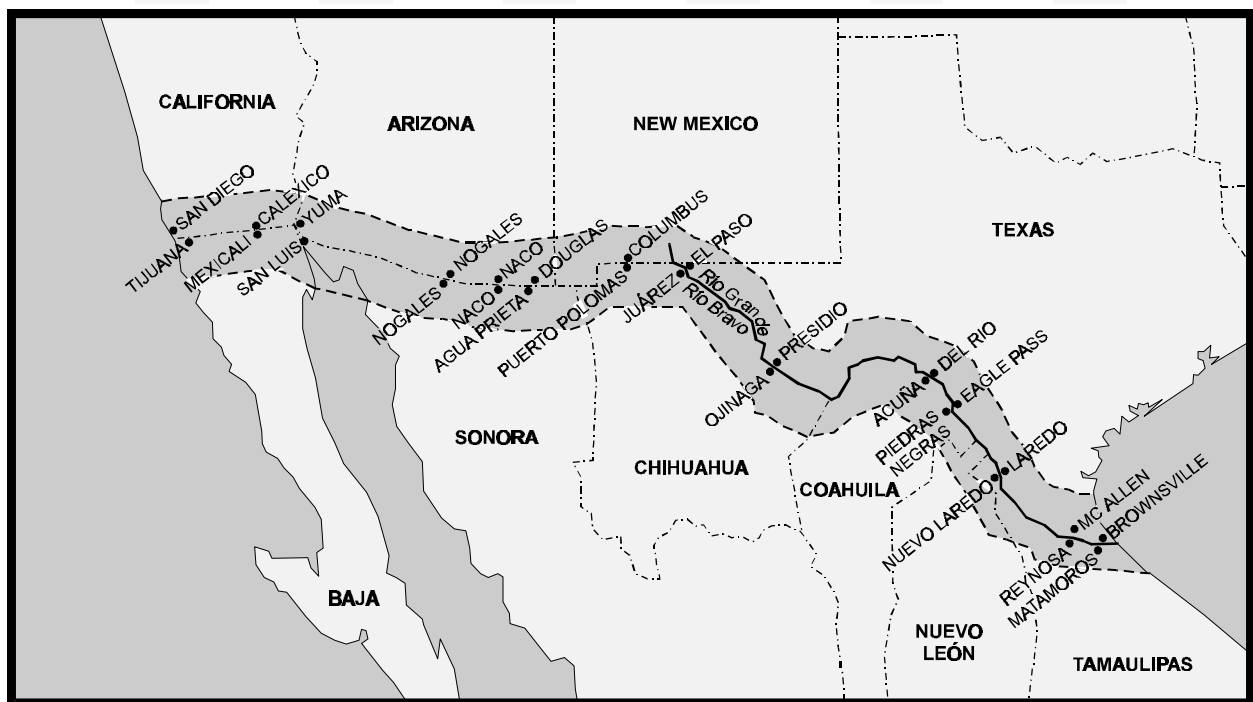 CALIFORNIA
ARIZONA
NEW MEXICO
TEXAS
SAN DIEGO
CALEXICO
YUMA
TIJUANA
MEXICALI
SAN LUIS
NOGALES
NACO
DOUGLAS
COLUMBUS
EL PASO
NOGALES
NACO
AGUA PRIETA
PUERTO POLOMAS
JUÁREZ
Río Grande
Río Bravo
PRESIDIO
OJINAGA
DEL RIO
EAGLE PASS
ACUÑA
PIEDRAS
NEGRAS
LAREDO
NUEVO LAREDO
MC ALLEN
BROWNSVILLE
REYNOSA
MATAMOROS
SONORA
CHIHUAHUA
COAHUILA
BAJA
NUEVO
LEÓN
TAMAULIPAS